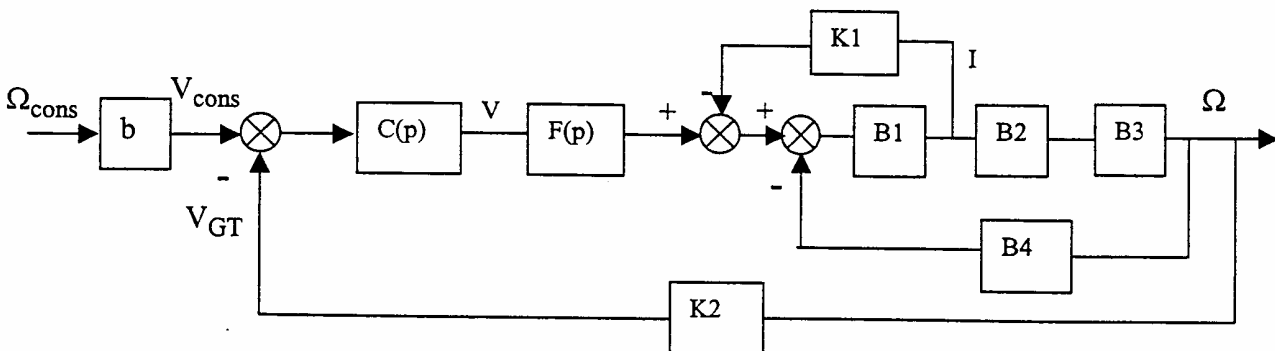 K1
I
Ω_cons
V_cons
b
C(p)
V
F(p)
+
-
+
B1
B2
B3
Ω
-
-
V_GT
B4
K2